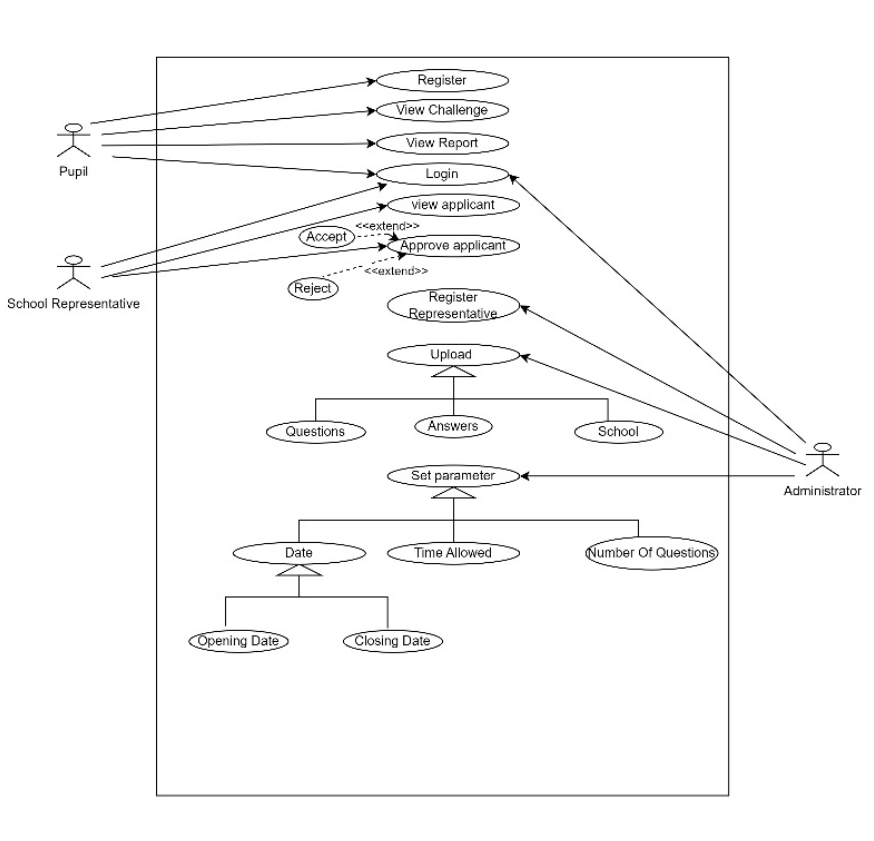 Register
View Challenge
View Report
Pupil
Login
view applicant
<<extend>>
Accept
Approve applicant
School Representative
<<extend>>
Reject
Register
Representative
Upload
Questions
Answers
School
Set parameter
Administrator
Date
Time Allowed
Number Of Questions
Opening Date
Closing Date